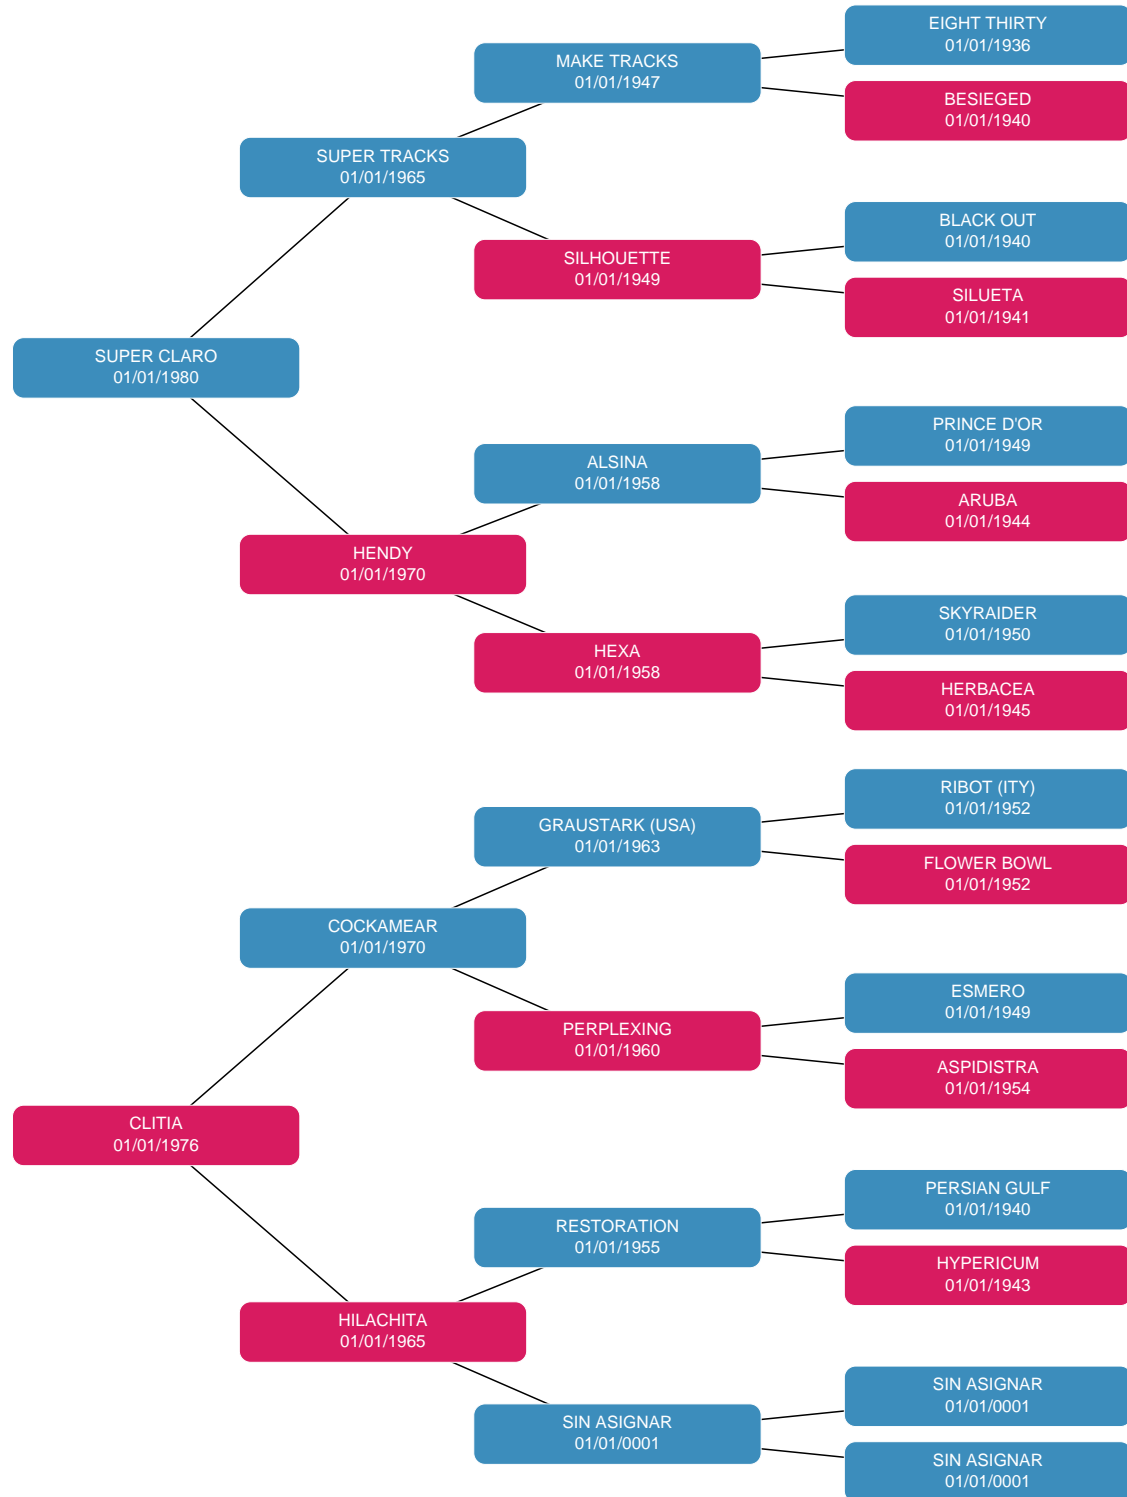 EIGHT THIRTY
01/01/1936
MAKE TRACKS
01/01/1947
BESIEGED
01/01/1940
SUPER TRACKS
01/01/1965
BLACK OUT
01/01/1940
SILHOUETTE
01/01/1949
SILUETA
01/01/1941
SUPER CLARO
01/01/1980
PRINCE D'OR
01/01/1949
ALSINA
01/01/1958
ARUBA
01/01/1944
HENDY
01/01/1970
SKYRAIDER
01/01/1950
HEXA
01/01/1958
HERBACEA
01/01/1945
RIBOT (ITY)
01/01/1952
GRAUSTARK (USA)
01/01/1963
FLOWER BOWL
01/01/1952
COCKAMEAR
01/01/1970
ESMERO
01/01/1949
PERPLEXING
01/01/1960
ASPIDISTRA
01/01/1954
CLITIA
01/01/1976
PERSIAN GULF
01/01/1940
RESTORATION
01/01/1955
HYPERICUM
01/01/1943
HILACHITA
01/01/1965
SIN ASIGNAR
01/01/0001
SIN ASIGNAR
01/01/0001
SIN ASIGNAR
01/01/0001